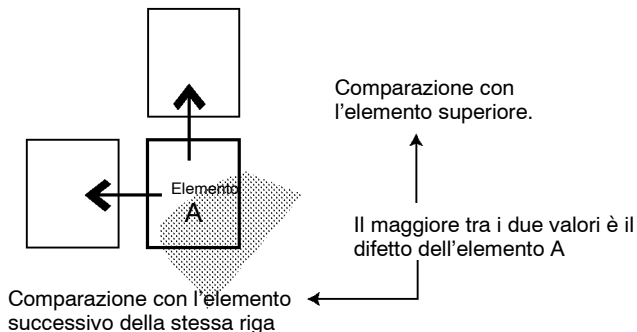 Comparazione con
l'elemento superiore.
Elemento
A
Il maggiore tra i due valori è il
difetto dell'elemento A
Comparazione con l'elemento
successivo della stessa riga